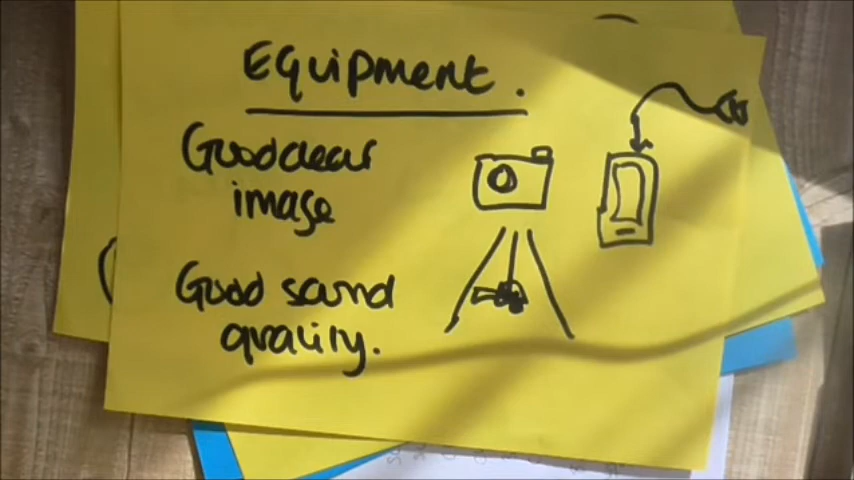 Equipment.
Good clear
image
Good sound
quality.